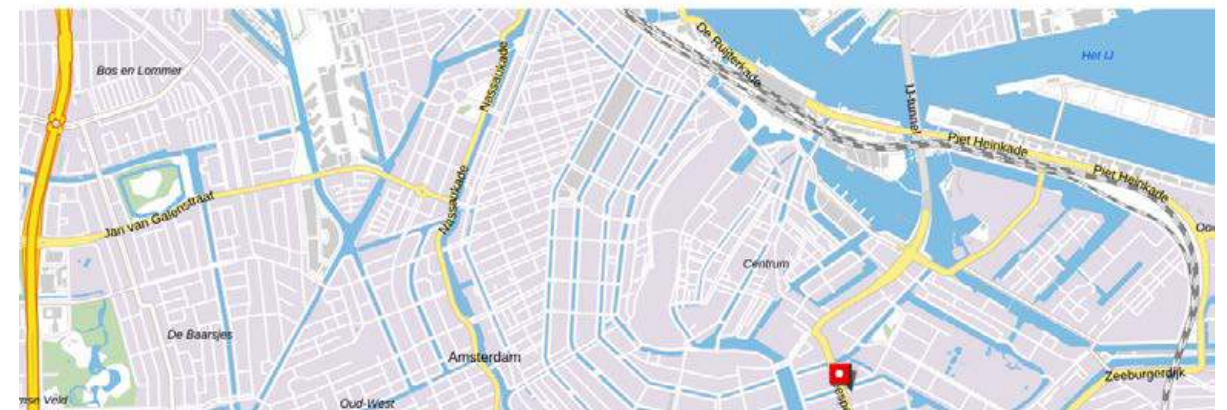 De Ruijterkade
Het IJ
Bos en Lommer
Nassaukade
IJ-tunnel
Piet Heinkade
Piet Heinkade
Jan van Galenstraat
Nassaukade
Centrum
De Baarsjes
Amsterdam
Zeeburgerdijk
Oud-West
Veld